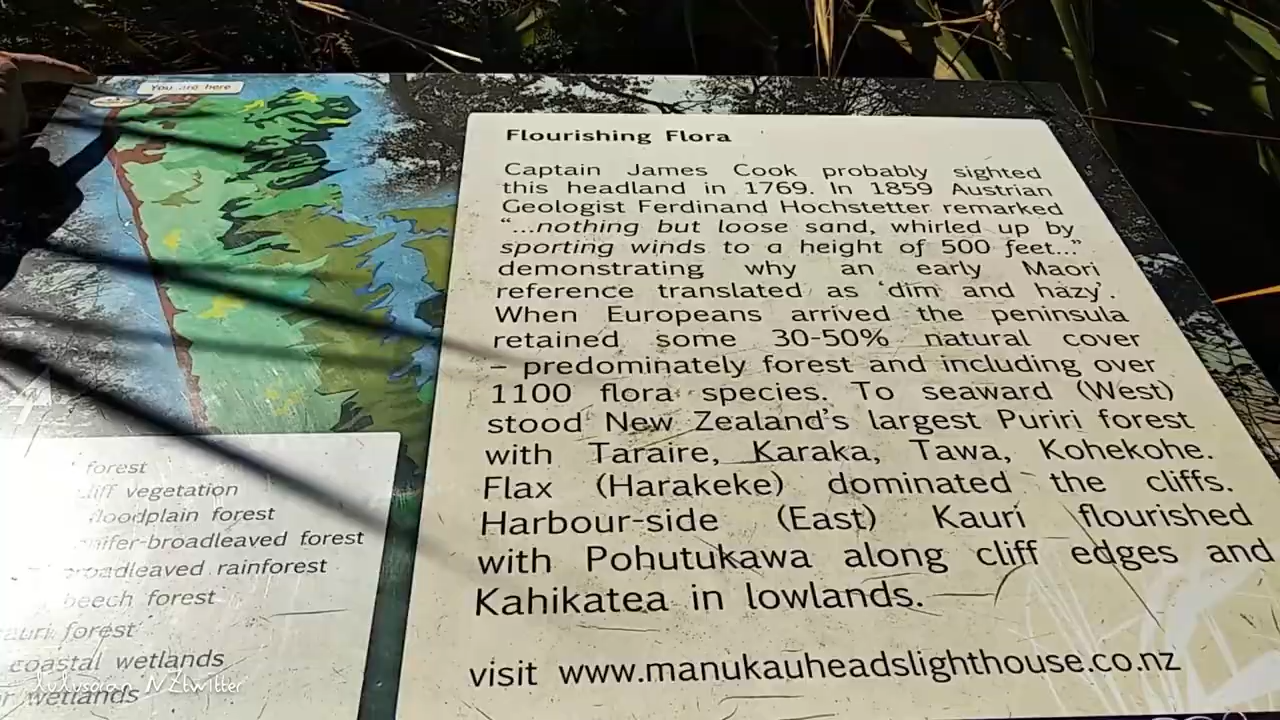 You are here
Flourishing Flora
Captain James Cook probably sighted
this headland in 1769. In 1859 Austrian
Geologist Ferdinand Hochstetter remarked
“...nothing but loose sand, whirled up by
sporting winds to a height of 500 feet...”
demonstrating why an early Maori
reference translated as ‘dim and hazy’.
When Europeans arrived the peninsula
retained some 30-50% natural cover
– predominately forest and including over
1100 flora species. To seaward (West)
stood New Zealand’s largest Puriri forest
with Taraire, Karaka, Tawa, Kohekohe.
Flax (Harakeke) dominated the cliffs.
Harbour-side (East) Kauri flourished
with Pohutukawa along cliff edges and
Kahikatea in lowlands.
visit www.manukauheadslighthouse.co.nz
forest
vegetation
forest
forest
rainforest
beech forest
forest
coastal wetlands
wetlands